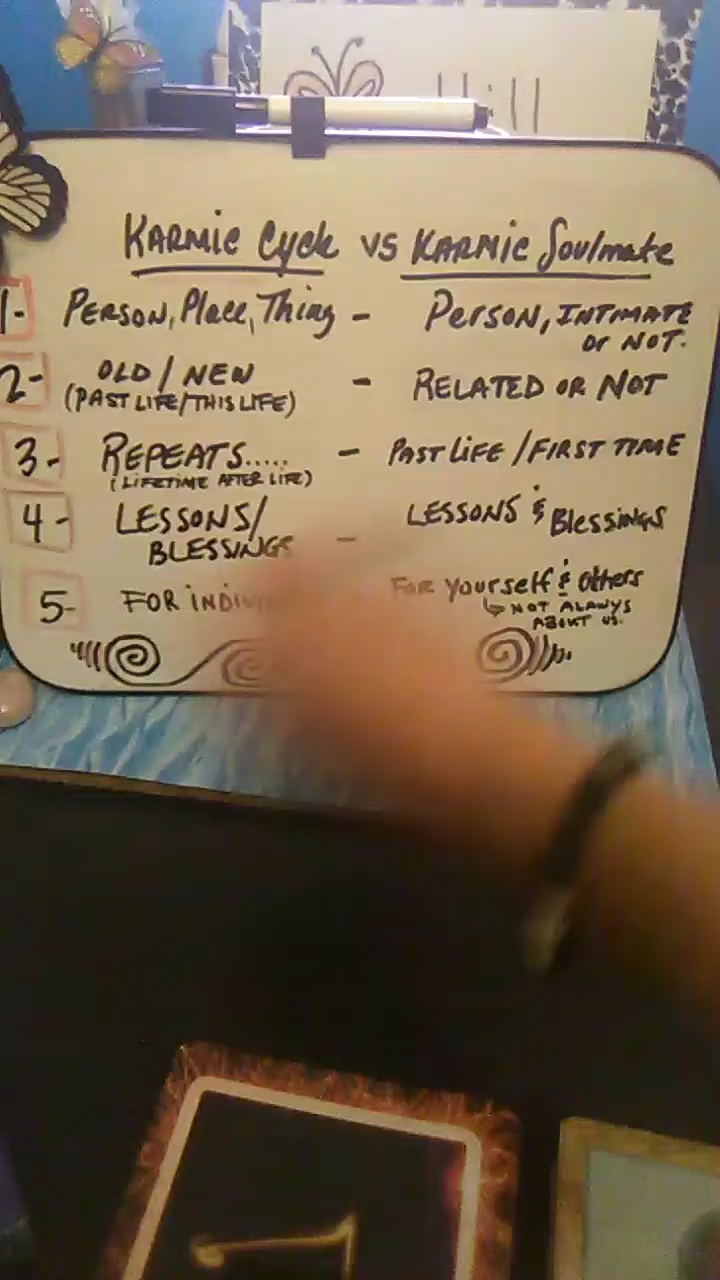 Hill
KARMIC Cycle VS KARMIC Soulmate
1- PERSON, Place, Thing - PERSON, INTIMATE
OR NOT.
2- OLD / NEW - RELATED OR NOT
(PAST LIFE/THIS LIFE)
3- REPEATS..... - PAST LIFE / FIRST TIME
(LIFETIME AFTER LIFE)
4- LESSONS/ - LESSONS & Blessings
BLESSINGS
5- FOR For Yourself & Others
↳ NOT ALAWYS
ABOUT US.